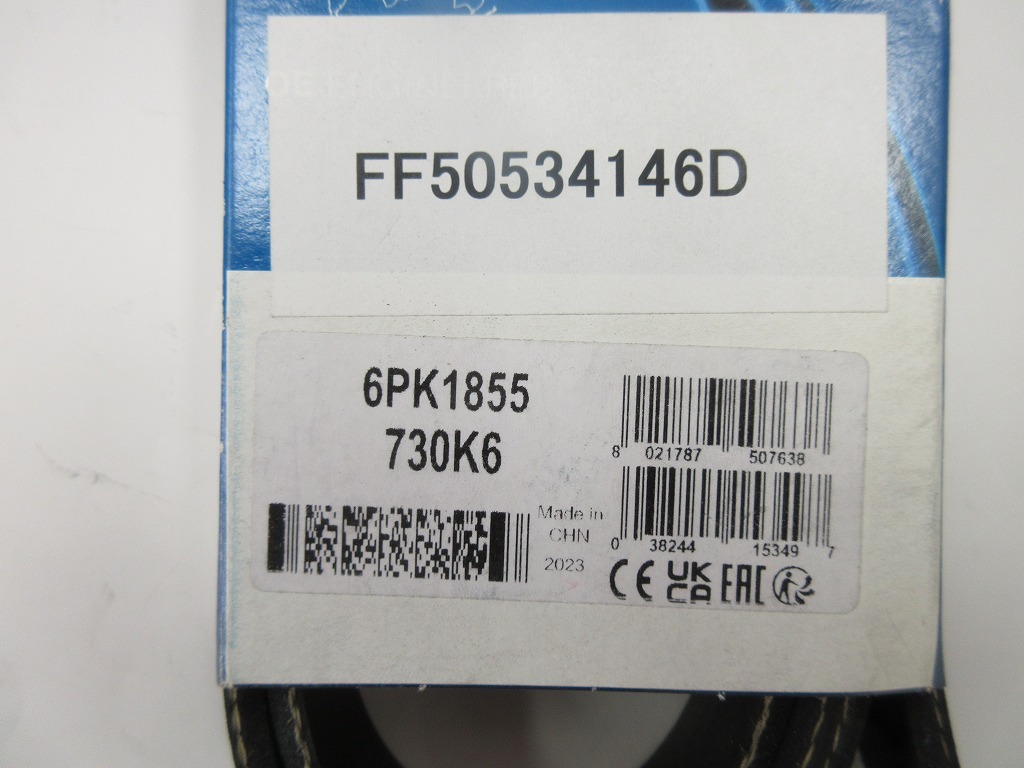 FF50534146D
6PK1855
730K6
8 021787 507638
0 38244 15349 7
Made in
CHN
2023
CE UK
CA EAC